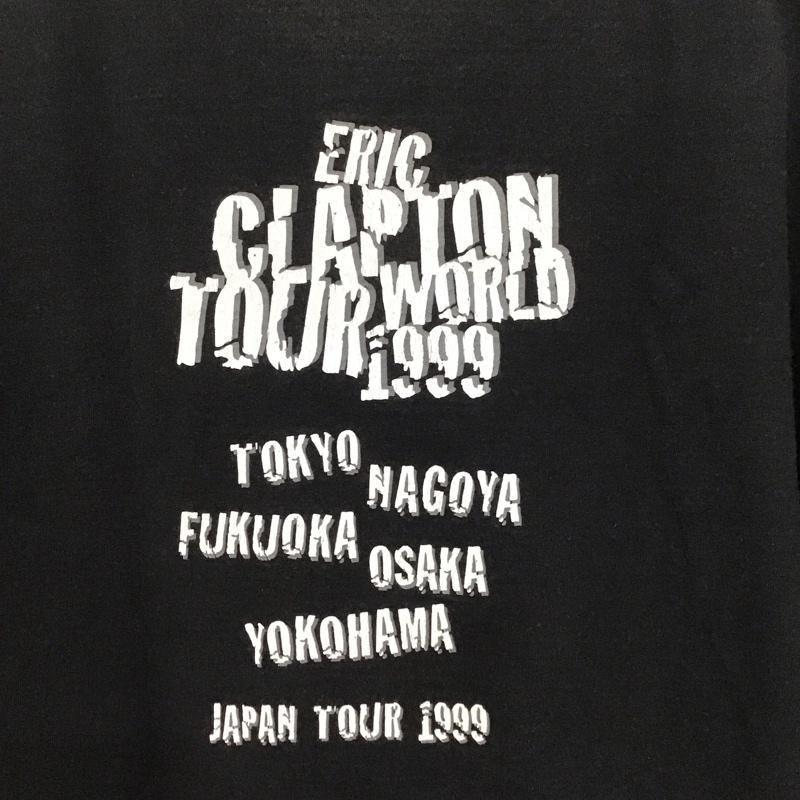 ERIC
CLAPTON
TOUR WORLD
1999
TOKYO
NAGOYA
FUKUOKA
OSAKA
YOKOHAMA
JAPAN TOUR 1999